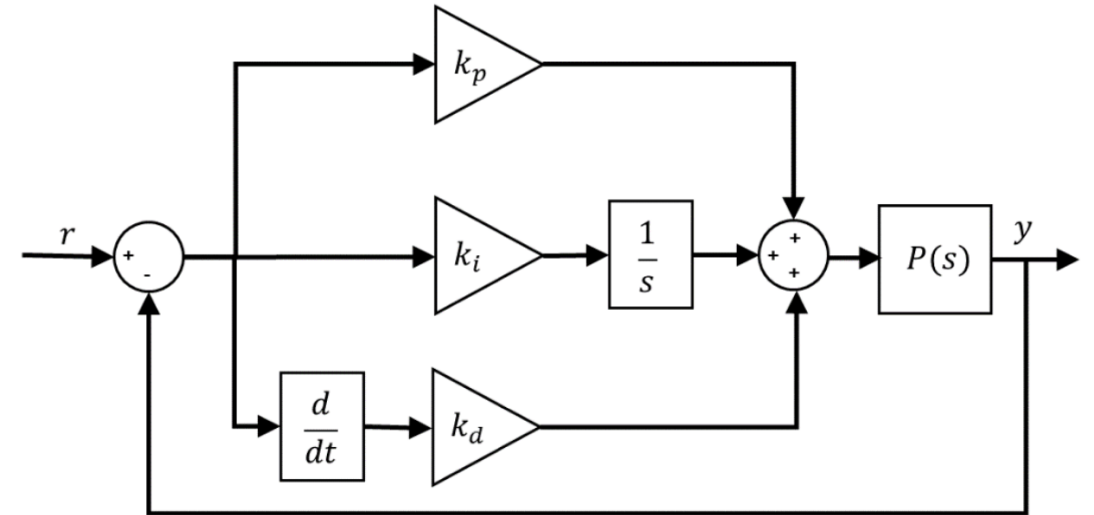 k_p
r
+
-
k_i
1
s
+
+
+
P(s)
y
d
dt
k_d